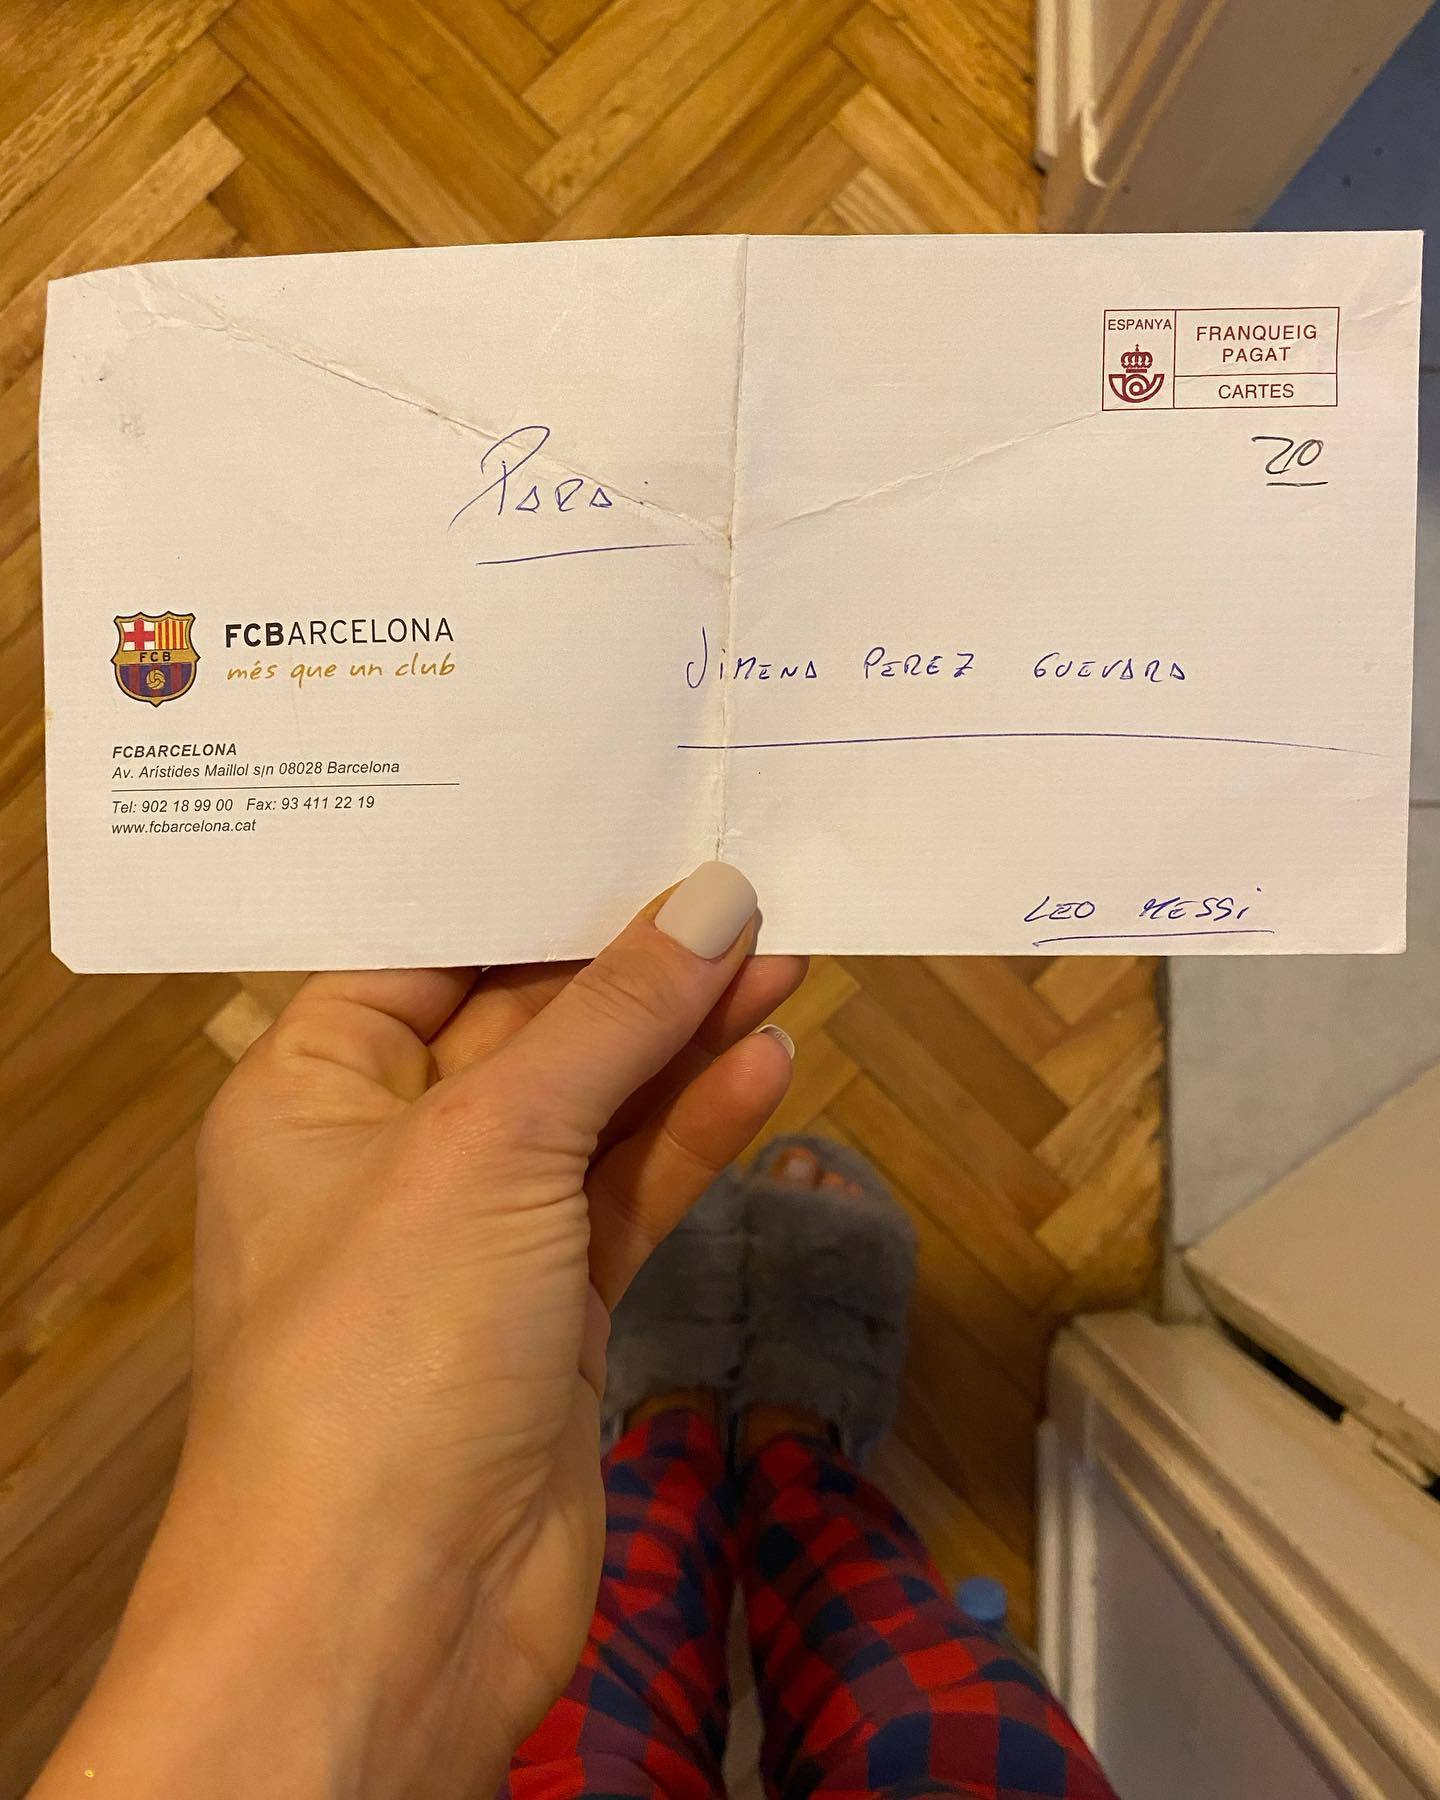 ESPANYA
FRANQUEIG
PAGAT
CARTES
20
Para:
FCB
FCBARCELONA
més que un club
JIMENA PEREZ GUEVARA
FCBARCELONA
Av. Arístides Maillol s/n 08028 Barcelona
Tel: 902 18 99 00 Fax: 93 411 22 19
www.fcbarcelona.cat
LEO MESSi